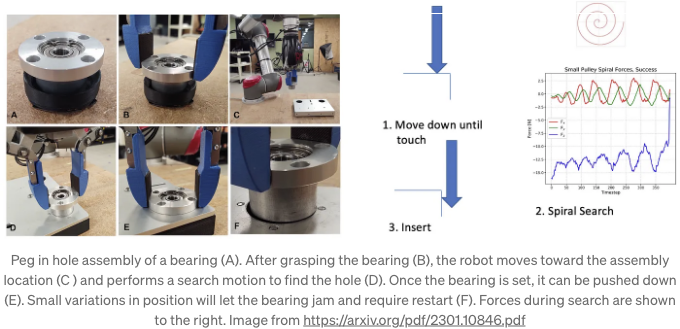 A
B
C
D
E
F
1. Move down until
touch
3. Insert
Small Pulley Spiral Forces, Success
Force [N]
2.5
0.0
−2.5
−5.0
−7.5
−10.0
−12.5
−15.0
0 50 100 150 200 250
Timestep
2. Spiral Search
Peg in hole assembly of a bearing (A). After grasping the bearing (B), the robot moves toward the assembly
location (C ) and performs a search motion to find the hole (D). Once the bearing is set, it can be pushed down
(E). Small variations in position will let the bearing jam and require restart (F). Forces during search are shown
to the right. Image from https://arxiv.org/pdf/2301.10846.pdf